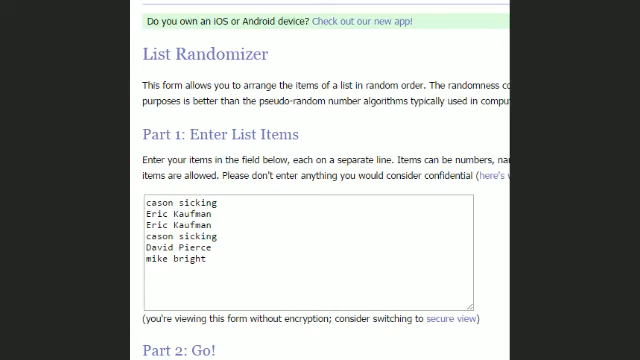 Do you own an iOS or Android device? Check out our new app!
List Randomizer
This form allows you to arrange the items of a list in random order. The randomness
purposes is better than the pseudo-random number algorithms typically used in
Part 1: Enter List Items
Enter your items in the field below, each on a separate line. Items can be numbers,
items are allowed. Please don't enter anything you would consider confidential (here's
cason sicking
Eric Kaufman
Eric Kaufman
cason sicking
David Pierce
mike bright
(you're viewing this form without encryption; consider switching to secure view)
Part 2: Go!